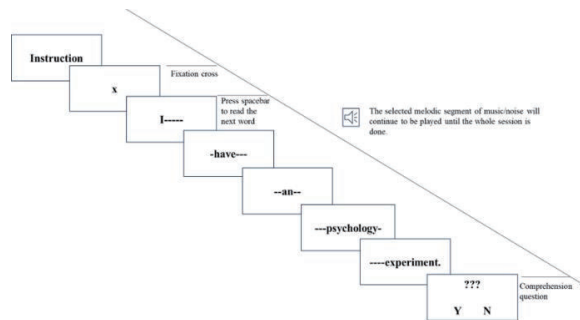 Instruction
x
Fixation cross
I-----
Press spacebar
to read the
next word
The selected melodic segment of music/noise will
continue to be played until the whole session is
done.
-have---
--an--
---psychology-
----experiment.
???
Y N
Comprehension
question